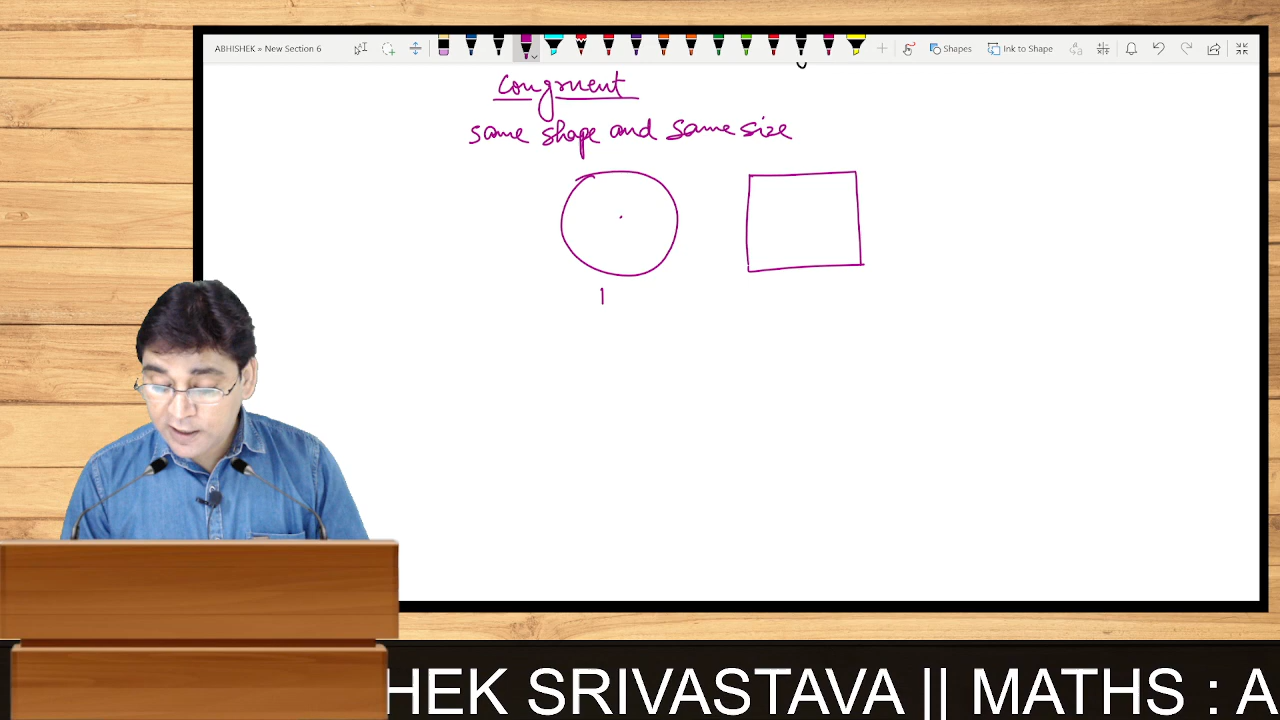 ABHISHEK » New Section 6
Shapes
Ink to Shape
Congruent
same shape and same size
1
HEK SRIVASTAVA || MATHS : A